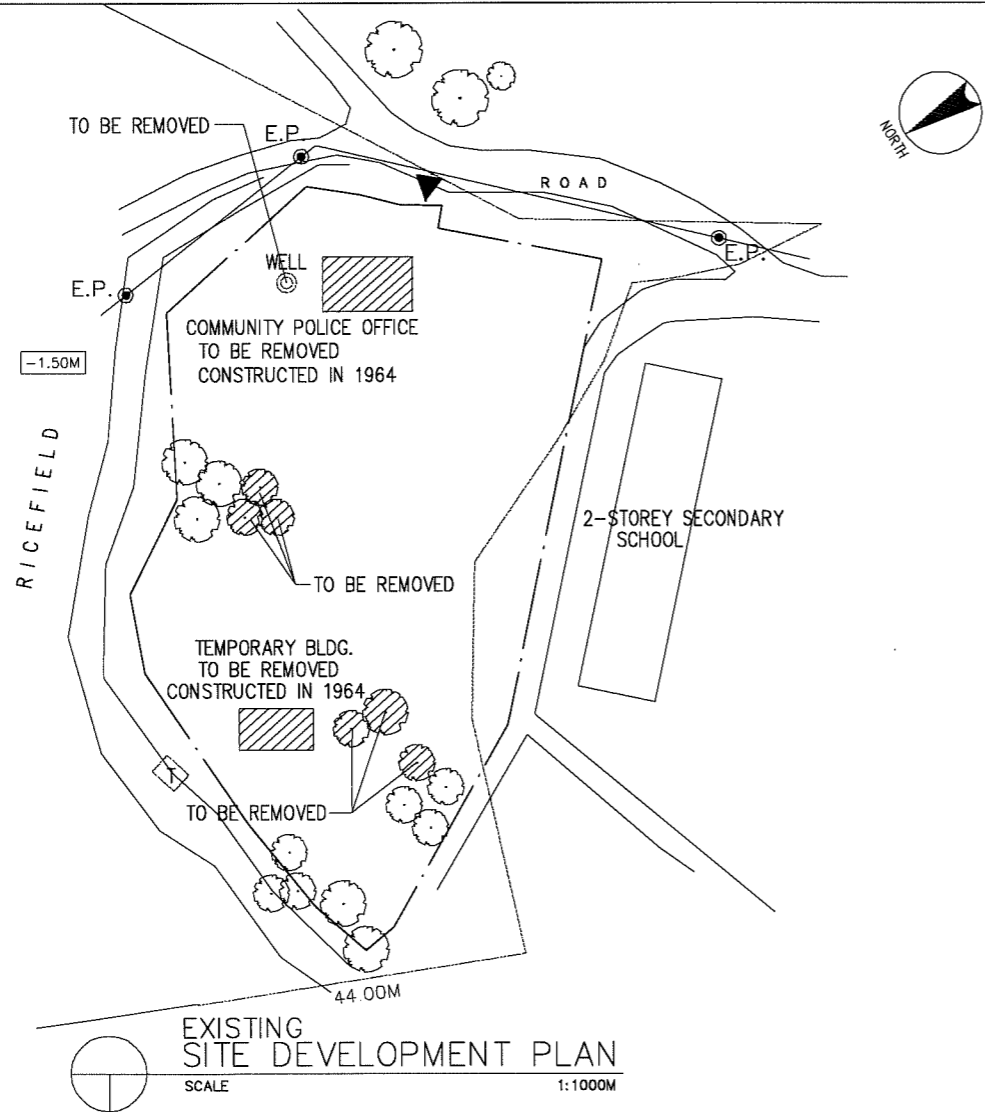 TO BE REMOVED
E.P.
NORTH
ROAD
E.P.
WELL
E.P.
COMMUNITY POLICE OFFICE
TO BE REMOVED
CONSTRUCTED IN 1964
-1.50M
RICEFIELD
2-STOREY SECONDARY
SCHOOL
TO BE REMOVED
TEMPORARY BLDG.
TO BE REMOVED
CONSTRUCTED IN 1964
T
TO BE REMOVED
44.00M
EXISTING
SITE DEVELOPMENT PLAN
SCALE 1:1000M